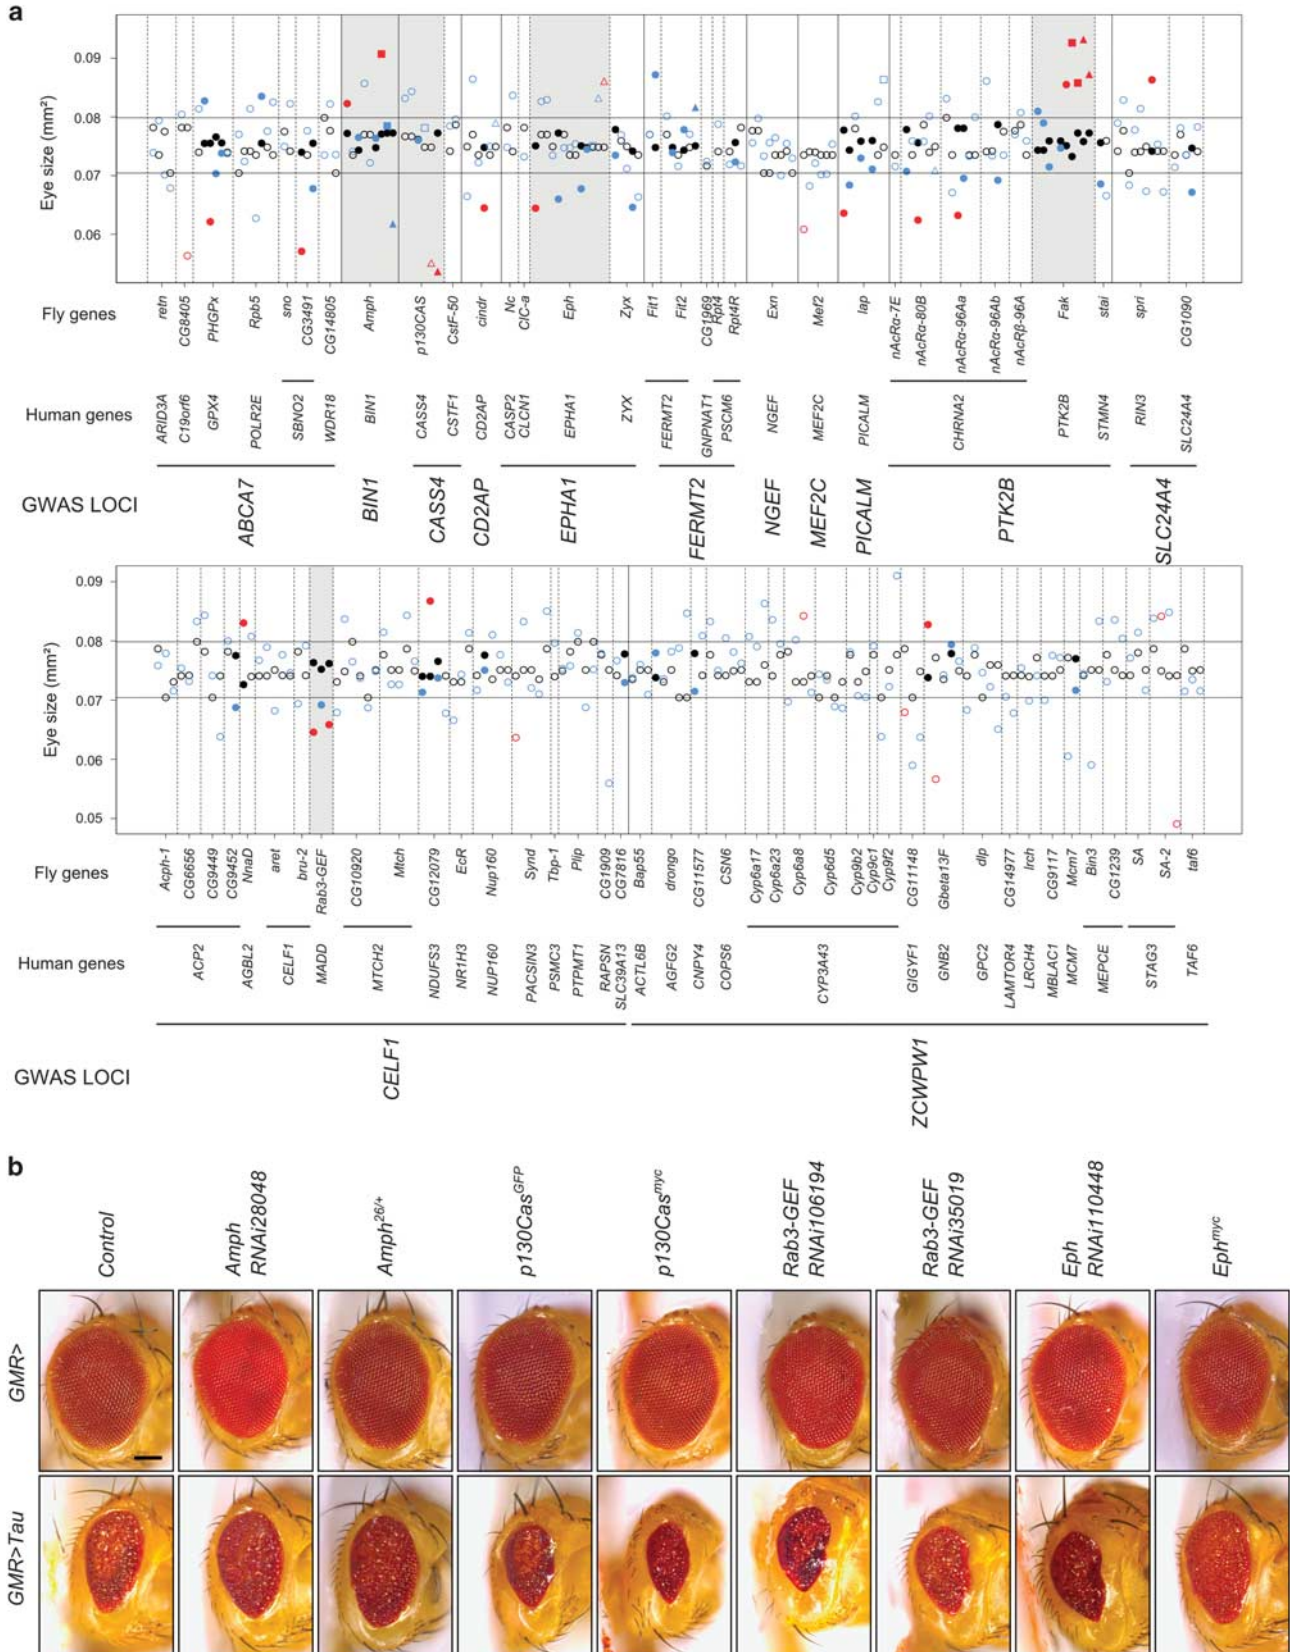 a
Eye size (mm²)
0.09
0.08
0.07
0.06
Fly genes
retn
CG8405
PHGPx
Rpb5
sno
CG3491
CG14805
Amph
p130CAS
CstF-50
cindr
Nc
ClC-a
Eph
Zyx
Fit1
Fit2
CG1969
Rpt4
Rpt4R
Exn
Mef2
lap
nAcRα-7E
nAcRα-80B
nAcRα-96Aa
nAcRα-96Ab
nAcRβ-96A
Fak
stai
spri
CG1090
Human genes
ARID3A
C19orf6
GPX4
POLR2E
SBNO2
WDR18
BIN1
CASS4
CSTF1
CD2AP
CASP2
CLCN1
EPHA1
ZYX
FERMT2
GNPNAT1
PSCM6
NGEF
MEF2C
PICALM
CHRNA2
PTK2B
STMN4
RIN3
SLC24A4
GWAS LOCI
ABCA7
BIN1
CASS4
CD2AP
EPHA1
FERMT2
NGEF
MEF2C
PICALM
PTK2B
SLC24A4
Eye size (mm²)
0.09
0.08
0.07
0.06
0.05
Fly genes
Acph-1
CG6656
CG9449
CG9452
NnaD
aret
bru-2
Rab3-GEF
CG10920
Mtch
CG12079
EcR
Nup160
Synd
Tbp-1
Plip
CG1909
CG7816
Bap55
drongo
CG11577
CSN6
Cyp6a17
Cyp6a23
Cyp6a8
Cyp6d5
Cyp9b2
Cyp9c1
Cyp9f2
CG11148
Gbeta13F
dlp
CG14977
lrch
CG9117
Mcm7
Bin3
CG1239
SA
SA-2
taf6
Human genes
ACP2
AGBL2
CELF1
MADD
MTCH2
NDUFS3
NR1H3
NUP160
PACSIN3
PSMC3
PTPMT1
RAPSN
SLC39A13
ACTL6B
AGFG2
CNPY4
COPS6
CYP3A43
GIGYF1
GNB2
GPC2
LAMTOR4
LRCH4
MBLAC1
MCM7
MEPCE
STAG3
TAF6
GWAS LOCI
CELF1
ZCWPW1
b
Control
Amph
RNAi28048
Amph26/+
p130CasGFP
p130Casmyc
Rab3-GEF
RNAi106194
Rab3-GEF
RNAi35019
Eph
RNAi110448
Ephmyc
GMR>
GMR>Tau